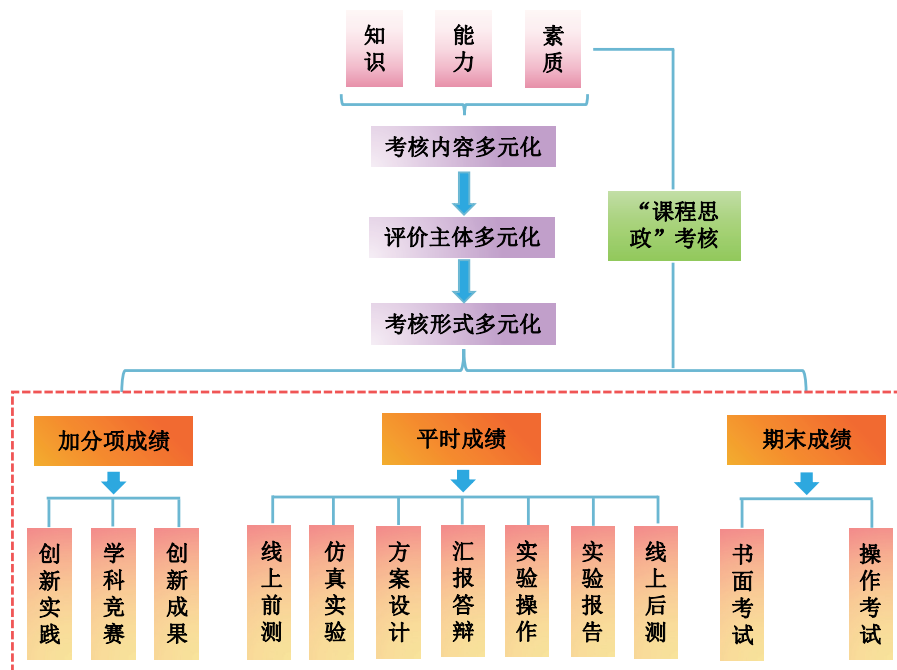 知识
能力
素质
考核内容多元化
评价主体多元化
“课程思
政”考核
考核形式多元化
加分项成绩
平时成绩
期末成绩
创新实践
学科竞赛
创新成果
线上前测
仿真实验
方案设计
汇报答辩
实验操作
实验报告
线上后测
书面考试
操作考试